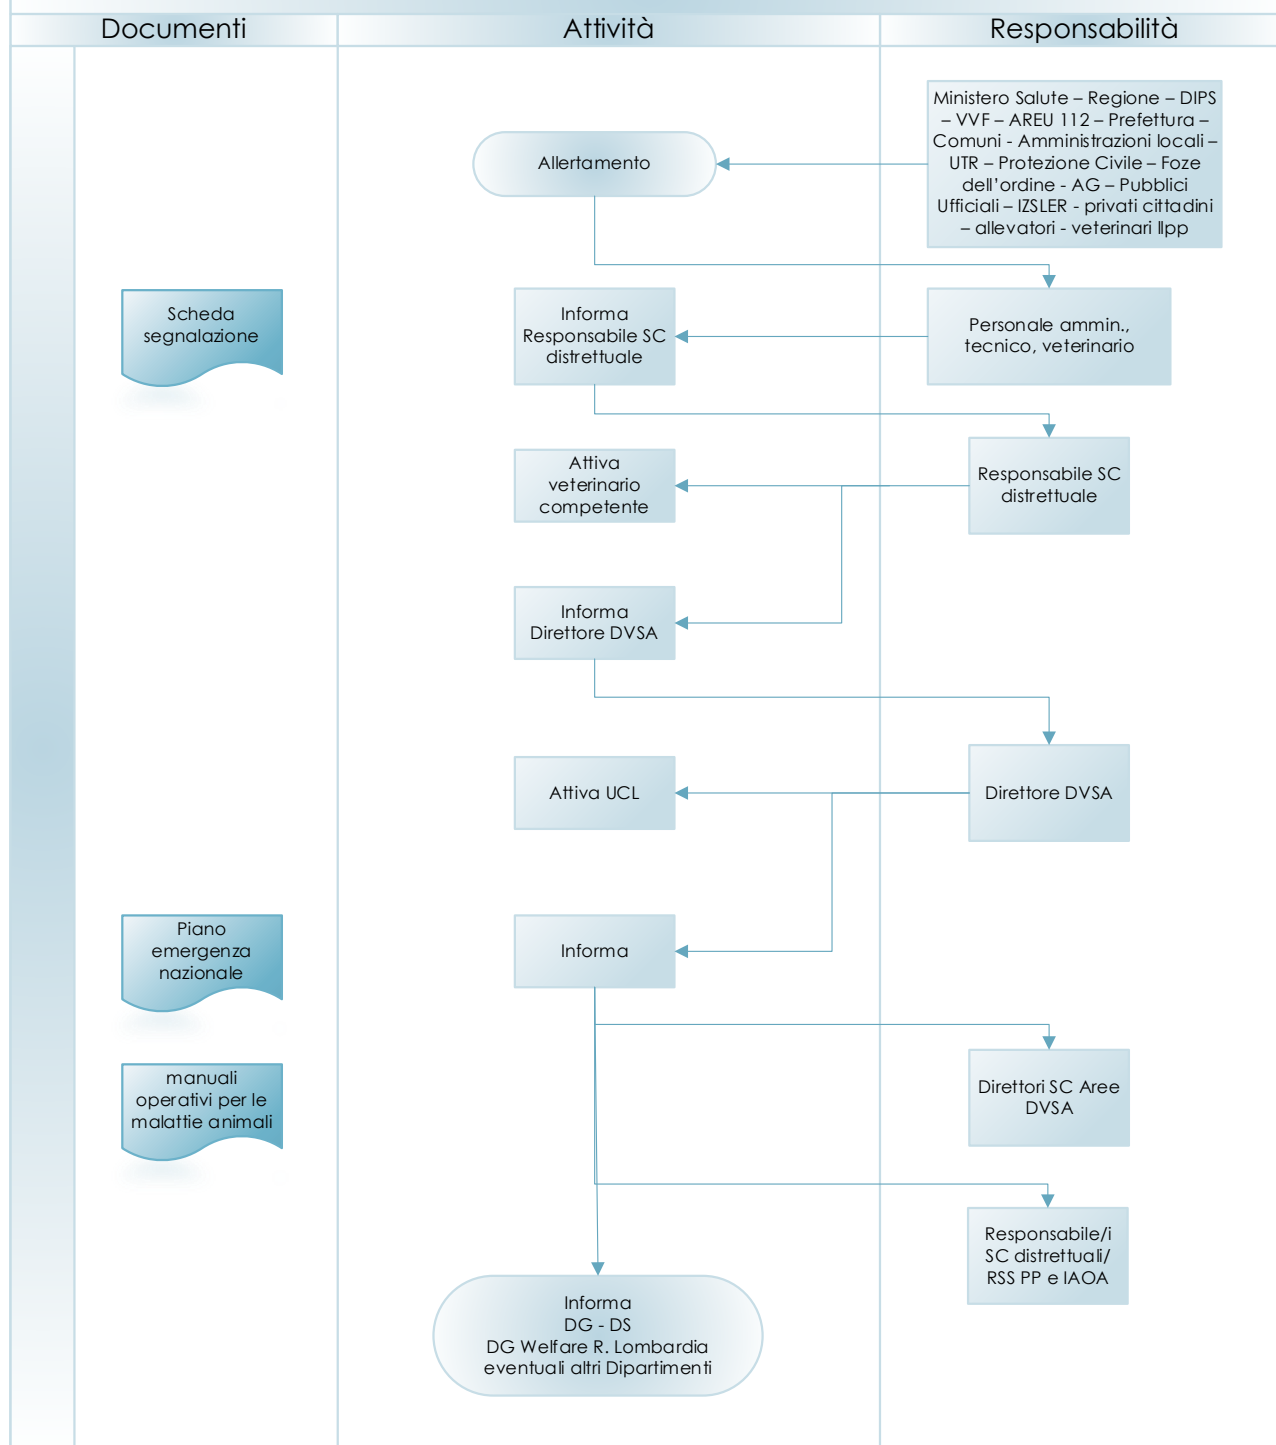 Documenti
Attività
Responsabilità
Ministero Salute – Regione – DIPS
– VVF – AREU 112 – Prefettura –
Comuni - Amministrazioni locali –
UTR – Protezione Civile – Foze
dell'ordine - AG – Pubblici
Ufficiali – IZSLER - privati cittadini
– allevatori - veterinari llpp
Allertamento
Scheda
segnalazione
Informa
Responsabile SC
distrettuale
Personale ammin.,
tecnico, veterinario
Attiva
veterinario
competente
Responsabile SC
distrettuale
Informa
Direttore DVSA
Attiva UCL
Direttore DVSA
Piano
emergenza
nazionale
Informa
manuali
operativi per le
malattie animali
Direttori SC Aree
DVSA
Responsabile/i
SC distrettuali/
RSS PP e IAOA
Informa
DG - DS
DG Welfare R. Lombardia
eventuali altri Dipartimenti